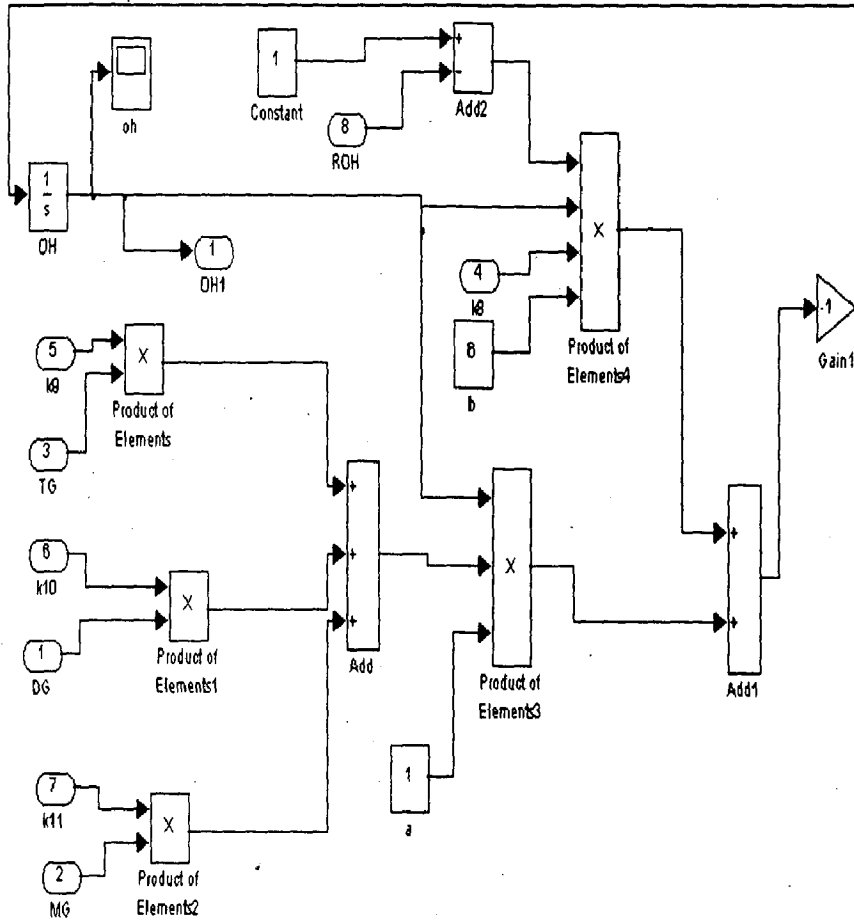 1
Constant
+
-
Add2
oh
8
ROH
1
s
OH
1
OH1
4
k8
6
b
X
Product of
Elements4
-1
Gain1
5
k9
3
TG
X
Product of
Elements
6
k10
1
DG
X
Product of
Elements1
+
+
+
Add
X
Product of
Elements3
+
+
Add1
1
a
7
k11
2
MG
X
Product of
Elements2